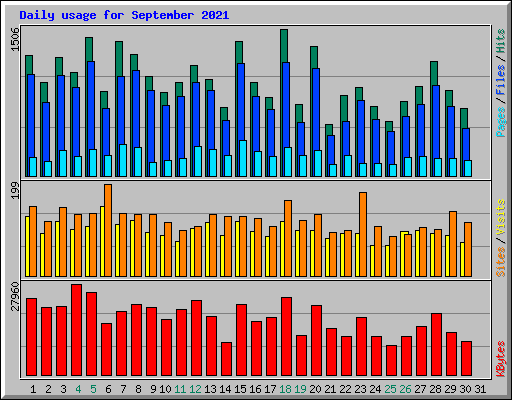 Daily usage for September 2021
1506
Pages / Files / Hits
199
Sites / Visits
27960
KBytes
1 2 3 4 5 6 7 8 9 10 11 12 13 14 15 16 17 18 19 20 21 22 23 24 25 26 27 28 29 30 31